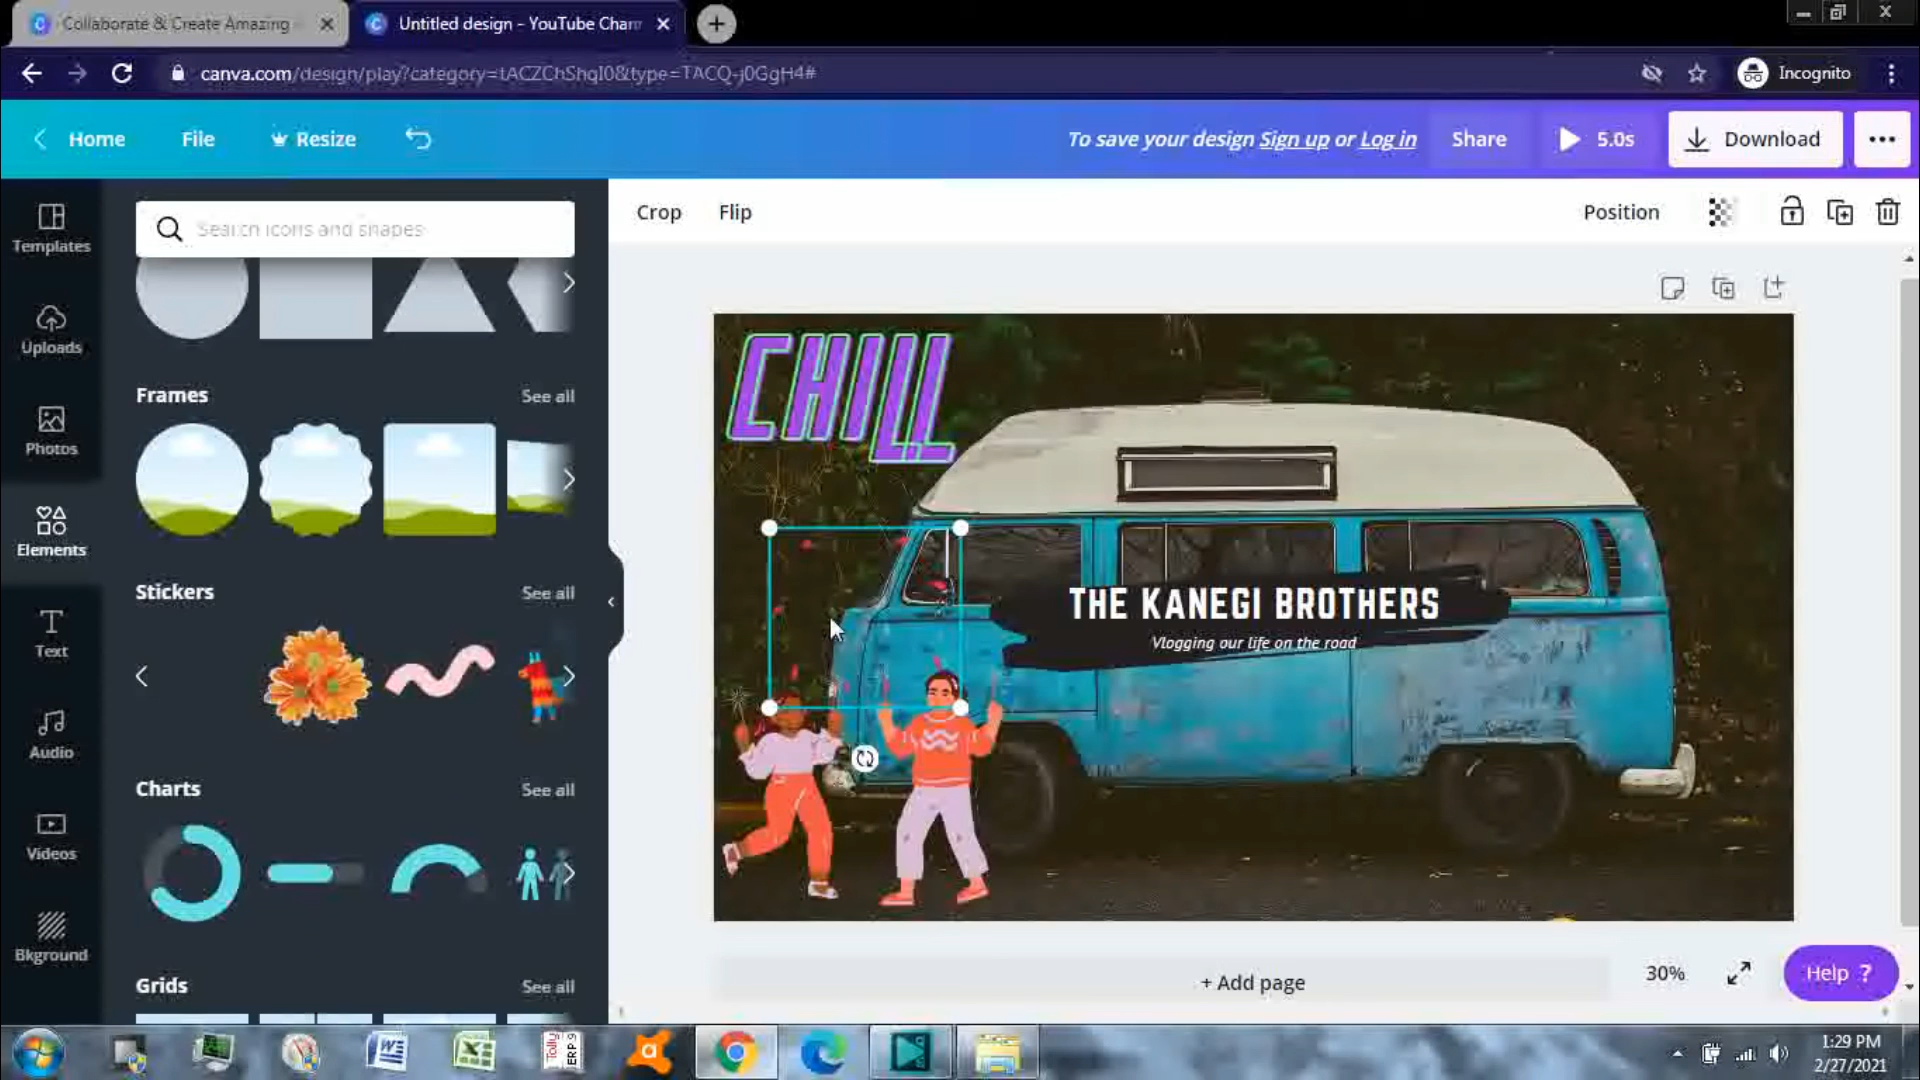 Collaborate & Create Amazing
Untitled design - YouTube Chan
canva.com/design/play?category=tACZChShqI0&type=TACQ-j0GgH4#
Incognito
Home
File
Resize
To save your design Sign up or Log in
Share
5.0s
Download
Templates
Uploads
Photos
Elements
Text
Audio
Videos
Bkground
Search icons and shapes
Frames
See all
Stickers
See all
Charts
See all
Grids
See all
Crop
Flip
Position
CHILL
THE KANEGI BROTHERS
Vlogging our life on the road
+ Add page
30%
Help ?
Tally
ERP 9
1:29 PM
2/27/2021